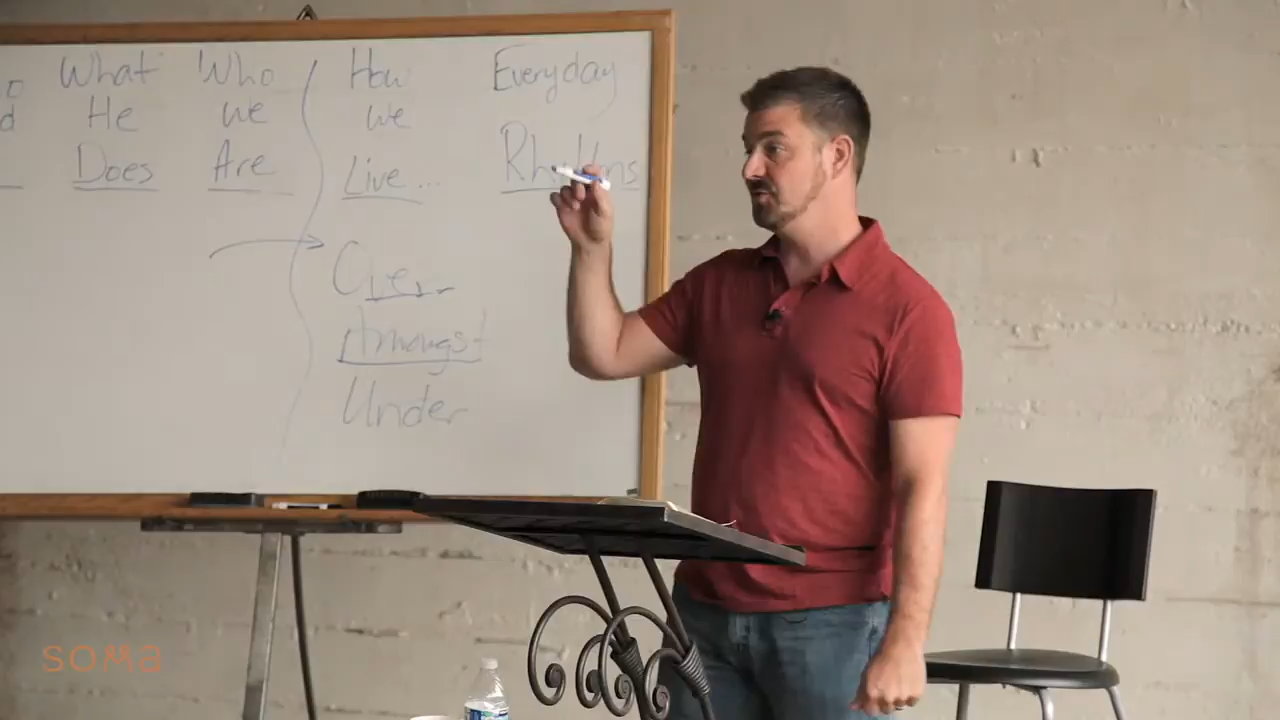 What Who How Everyday
He we we
Does Are Live...
Over
Amongst
Under
soma